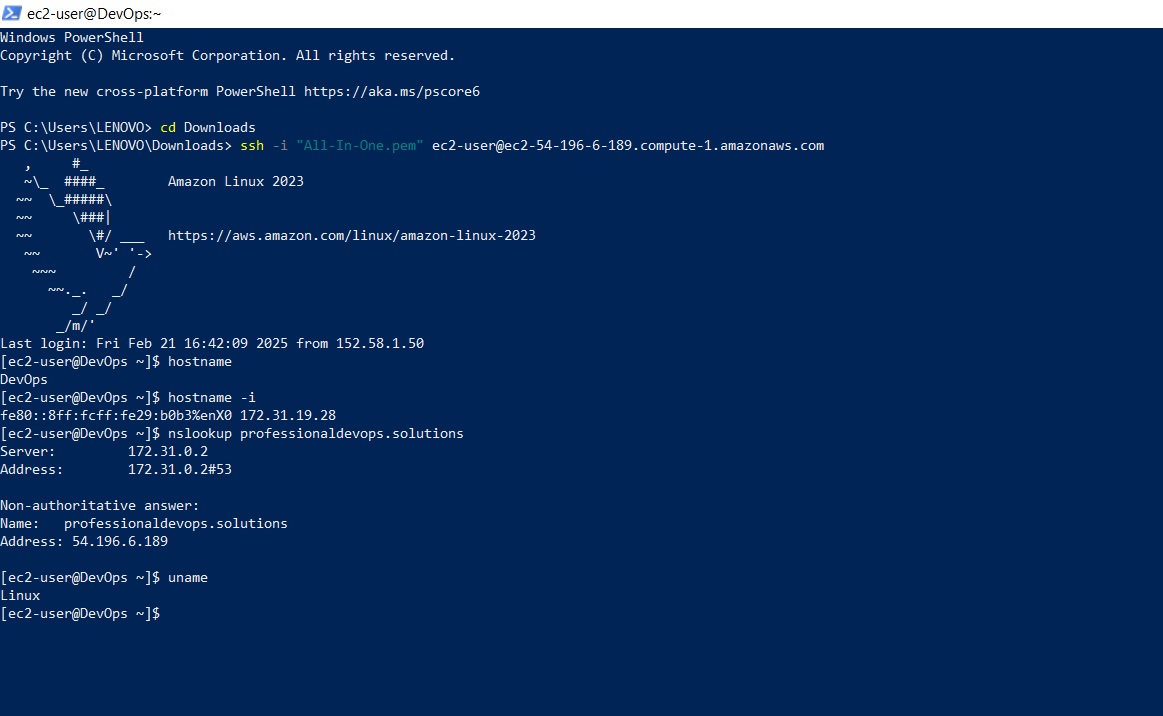 ec2-user@DevOps:~
Windows PowerShell
Copyright (C) Microsoft Corporation. All rights reserved.
Try the new cross-platform PowerShell https://aka.ms/pscore6
PS C:\Users\LENOVO> cd Downloads
PS C:\Users\LENOVO\Downloads> ssh -i "All-In-One.pem" ec2-user@ec2-54-196-6-189.compute-1.amazonaws.com
   ,     #_
   ~\_  ####_        Amazon Linux 2023
  ~~  \_#####\
  ~~     \###|
  ~~       \#/ ___   https://aws.amazon.com/linux/amazon-linux-2023
   ~~       V~' '->
    ~~~         /
      ~~._.   _/
         _/ _/
       _/m/'
Last login: Fri Feb 21 16:42:09 2025 from 152.58.1.50
[ec2-user@DevOps ~]$ hostname
DevOps
[ec2-user@DevOps ~]$ hostname -i
fe80::8ff:fcff:fe29:b0b3%enX0 172.31.19.28
[ec2-user@DevOps ~]$ nslookup professionaldevops.solutions
Server:         172.31.0.2
Address:        172.31.0.2#53
Non-authoritative answer:
Name:   professionaldevops.solutions
Address: 54.196.6.189
[ec2-user@DevOps ~]$ uname
Linux
[ec2-user@DevOps ~]$